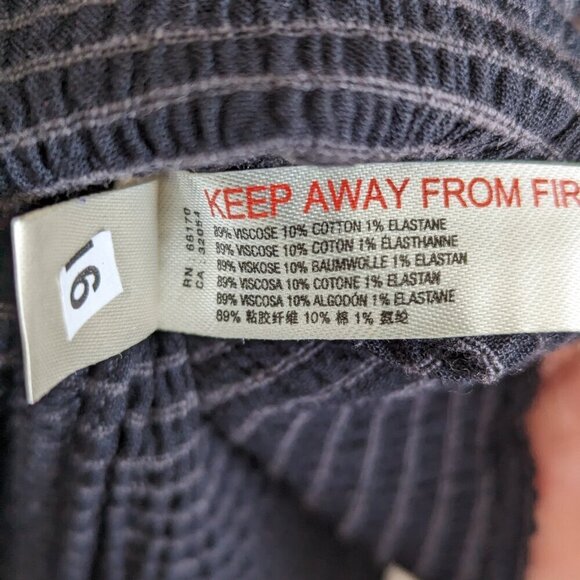 KEEP AWAY FROM FIR
89% VISCOSE 10% COTTON 1% ELASTANE
89% VISCOSE 10% COTON 1% ÉLASTHANNE
89% VISKOSE 10% BAUMWOLLE 1% ELASTAN
89% VISCOSA 10% COTONE 1% ELASTAN
89% VISCOSA 10% ALGODÓN 1% ELASTANE
89% 粘胶纤维 10% 棉 1% 氨纶
RN 66170
CA 32054
16